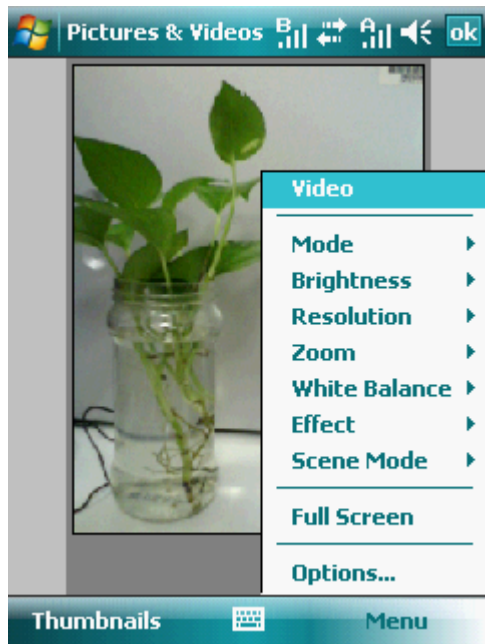 Pictures & Videos B A ok
Video
Mode
Brightness
Resolution
Zoom
White Balance
Effect
Scene Mode
Full Screen
Options...
Thumbnails Menu